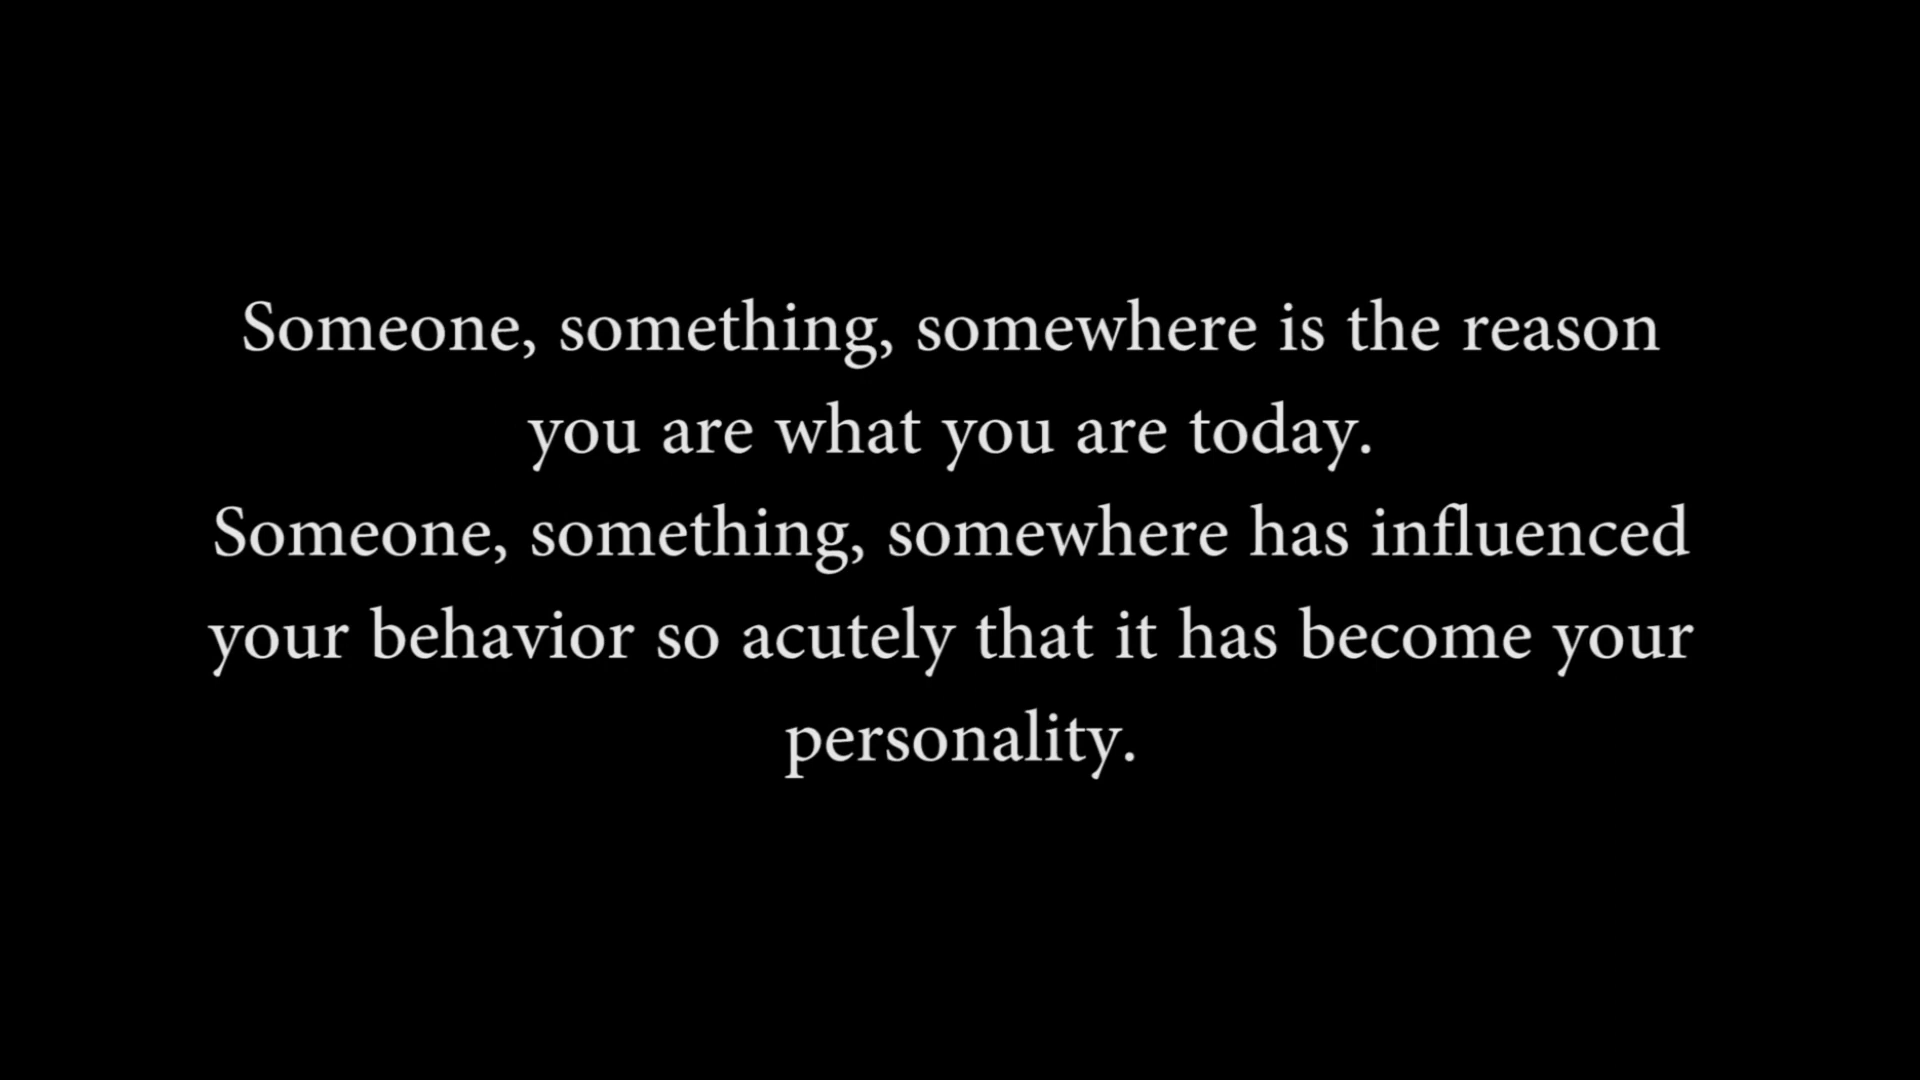 Someone, something, somewhere is the reason
you are what you are today.
Someone, something, somewhere has influenced
your behavior so acutely that it has become your
personality.